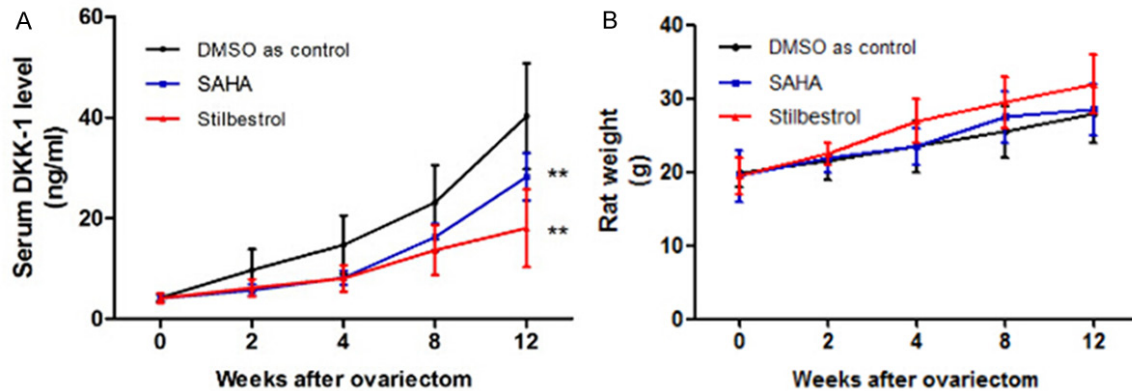 A
Serum DKK-1 level
(ng/ml)
60
40
20
0
DMSO as control
SAHA
Stilbestrol
**
**
0 2 4 8 12
Weeks after ovariectom
B
Rat weight
(g)
40
30
20
10
0
DMSO as control
SAHA
Stilbestrol
0 2 4 8 12
Weeks after ovariectom